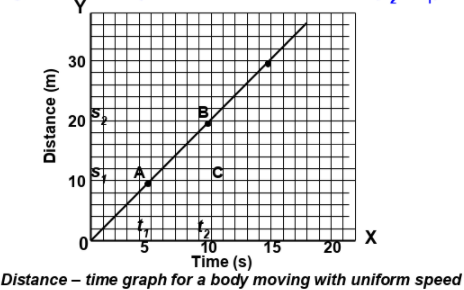 Y
Distance (m)
30
20
10
0
s2
s1
B
A
C
t1
t2
5
10
15
20
X
Time (s)
Distance – time graph for a body moving with uniform speed